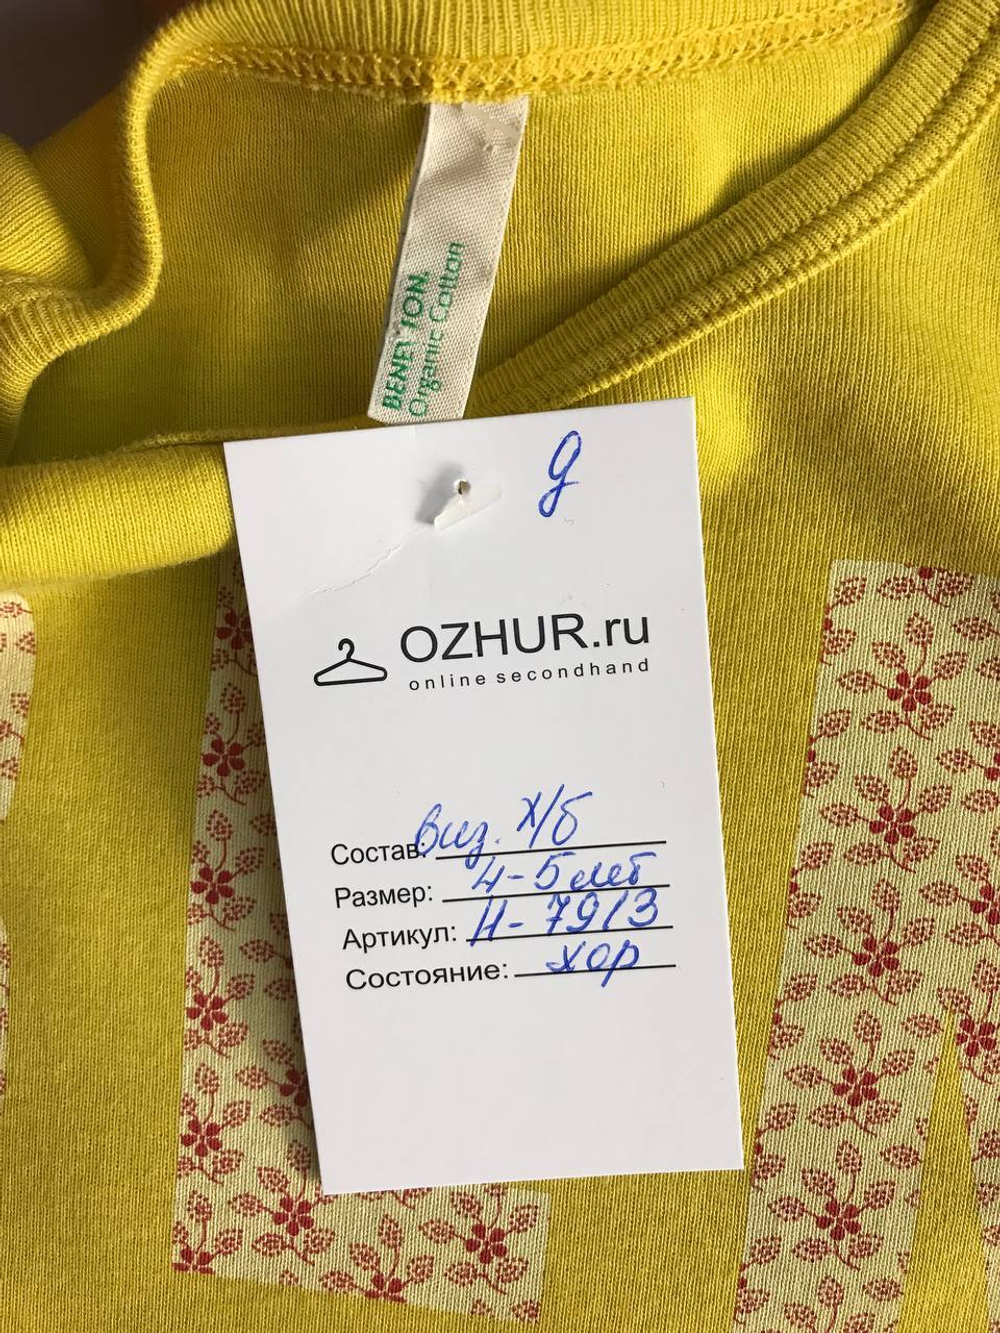 BENETTON
Organic Cotton
д
OZHUR.ru
online secondhand
Состав: виз. х/б
Размер: 4-5 лет
Артикул: Н-7913
Состояние: хор